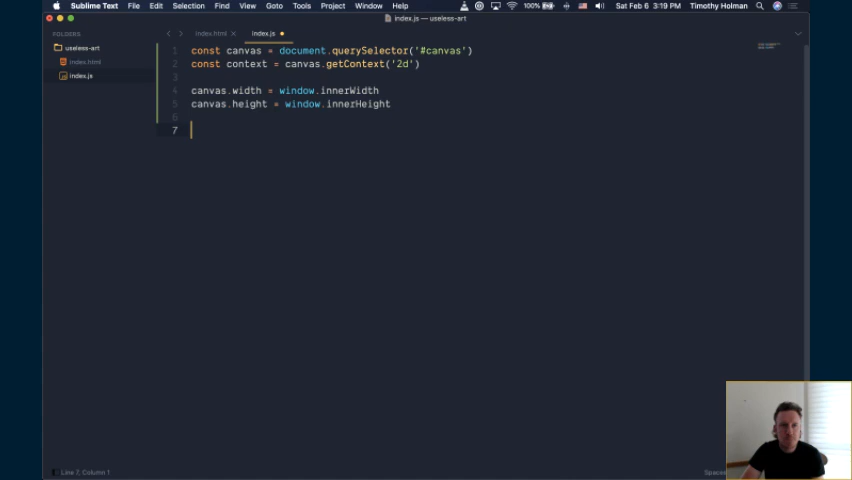 Sublime Text File Edit Selection Find View Goto Tools Project Window Help 100% Sat Feb 6 3:19 PM Timothy Holman
index.js — useless-art
FOLDERS
useless-art
index.html
index.js
index.html
index.js
1 const canvas = document.querySelector('#canvas')
2 const context = canvas.getContext('2d')
3
4 canvas.width = window.innerWidth
5 canvas.height = window.innerHeight
6
7
Line 7, Column 1
Spaces